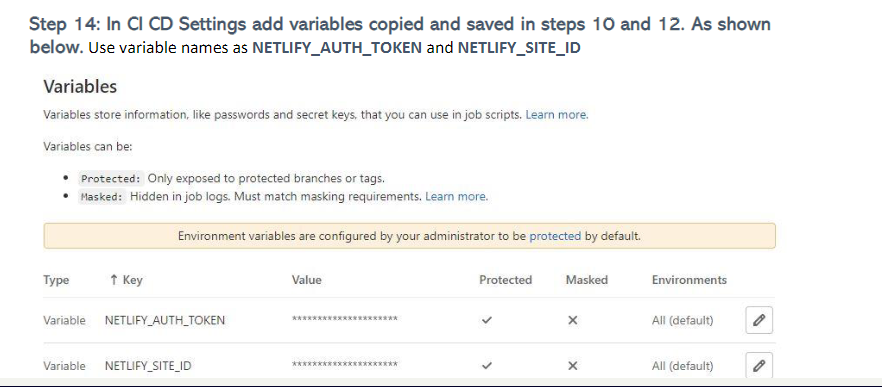 Step 14: In CI CD Settings add variables copied and saved in steps 10 and 12. As shown
below. Use variable names as NETLIFY_AUTH_TOKEN and NETLIFY_SITE_ID
Variables
Variables store information, like passwords and secret keys, that you can use in job scripts. Learn more.
Variables can be:
• Protected: Only exposed to protected branches or tags.
• Masked: Hidden in job logs. Must match masking requirements. Learn more.
Environment variables are configured by your administrator to be protected by default.
Type ↑ Key Value Protected Masked Environments
Variable NETLIFY_AUTH_TOKEN ********************* ✓ ✕ All (default)
Variable NETLIFY_SITE_ID ********************* ✓ ✕ All (default)